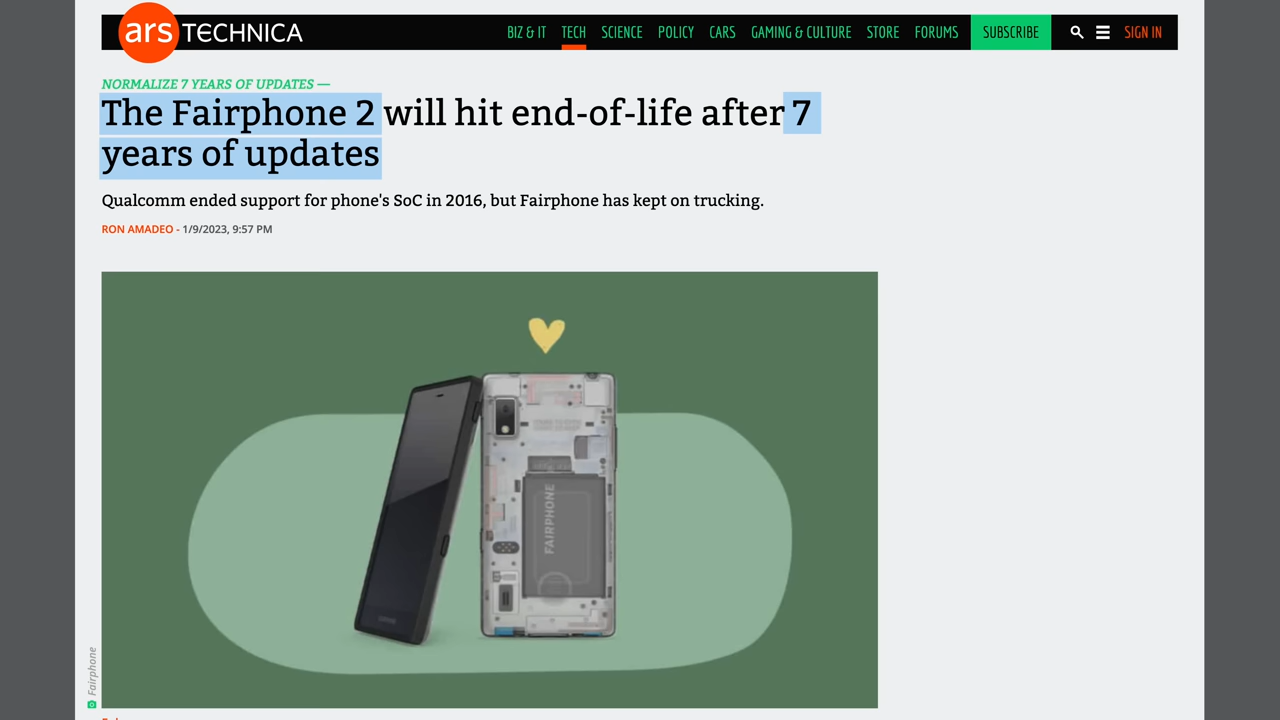 ars TECHNICA
BIZ & IT TECH SCIENCE POLICY CARS GAMING & CULTURE STORE FORUMS SUBSCRIBE SIGN IN
NORMALIZE 7 YEARS OF UPDATES —
The Fairphone 2 will hit end-of-life after 7
years of updates
Qualcomm ended support for phone's SoC in 2016, but Fairphone has kept on trucking.
RON AMADEO - 1/9/2023, 9:57 PM
FAIRPHONE
Fairphone